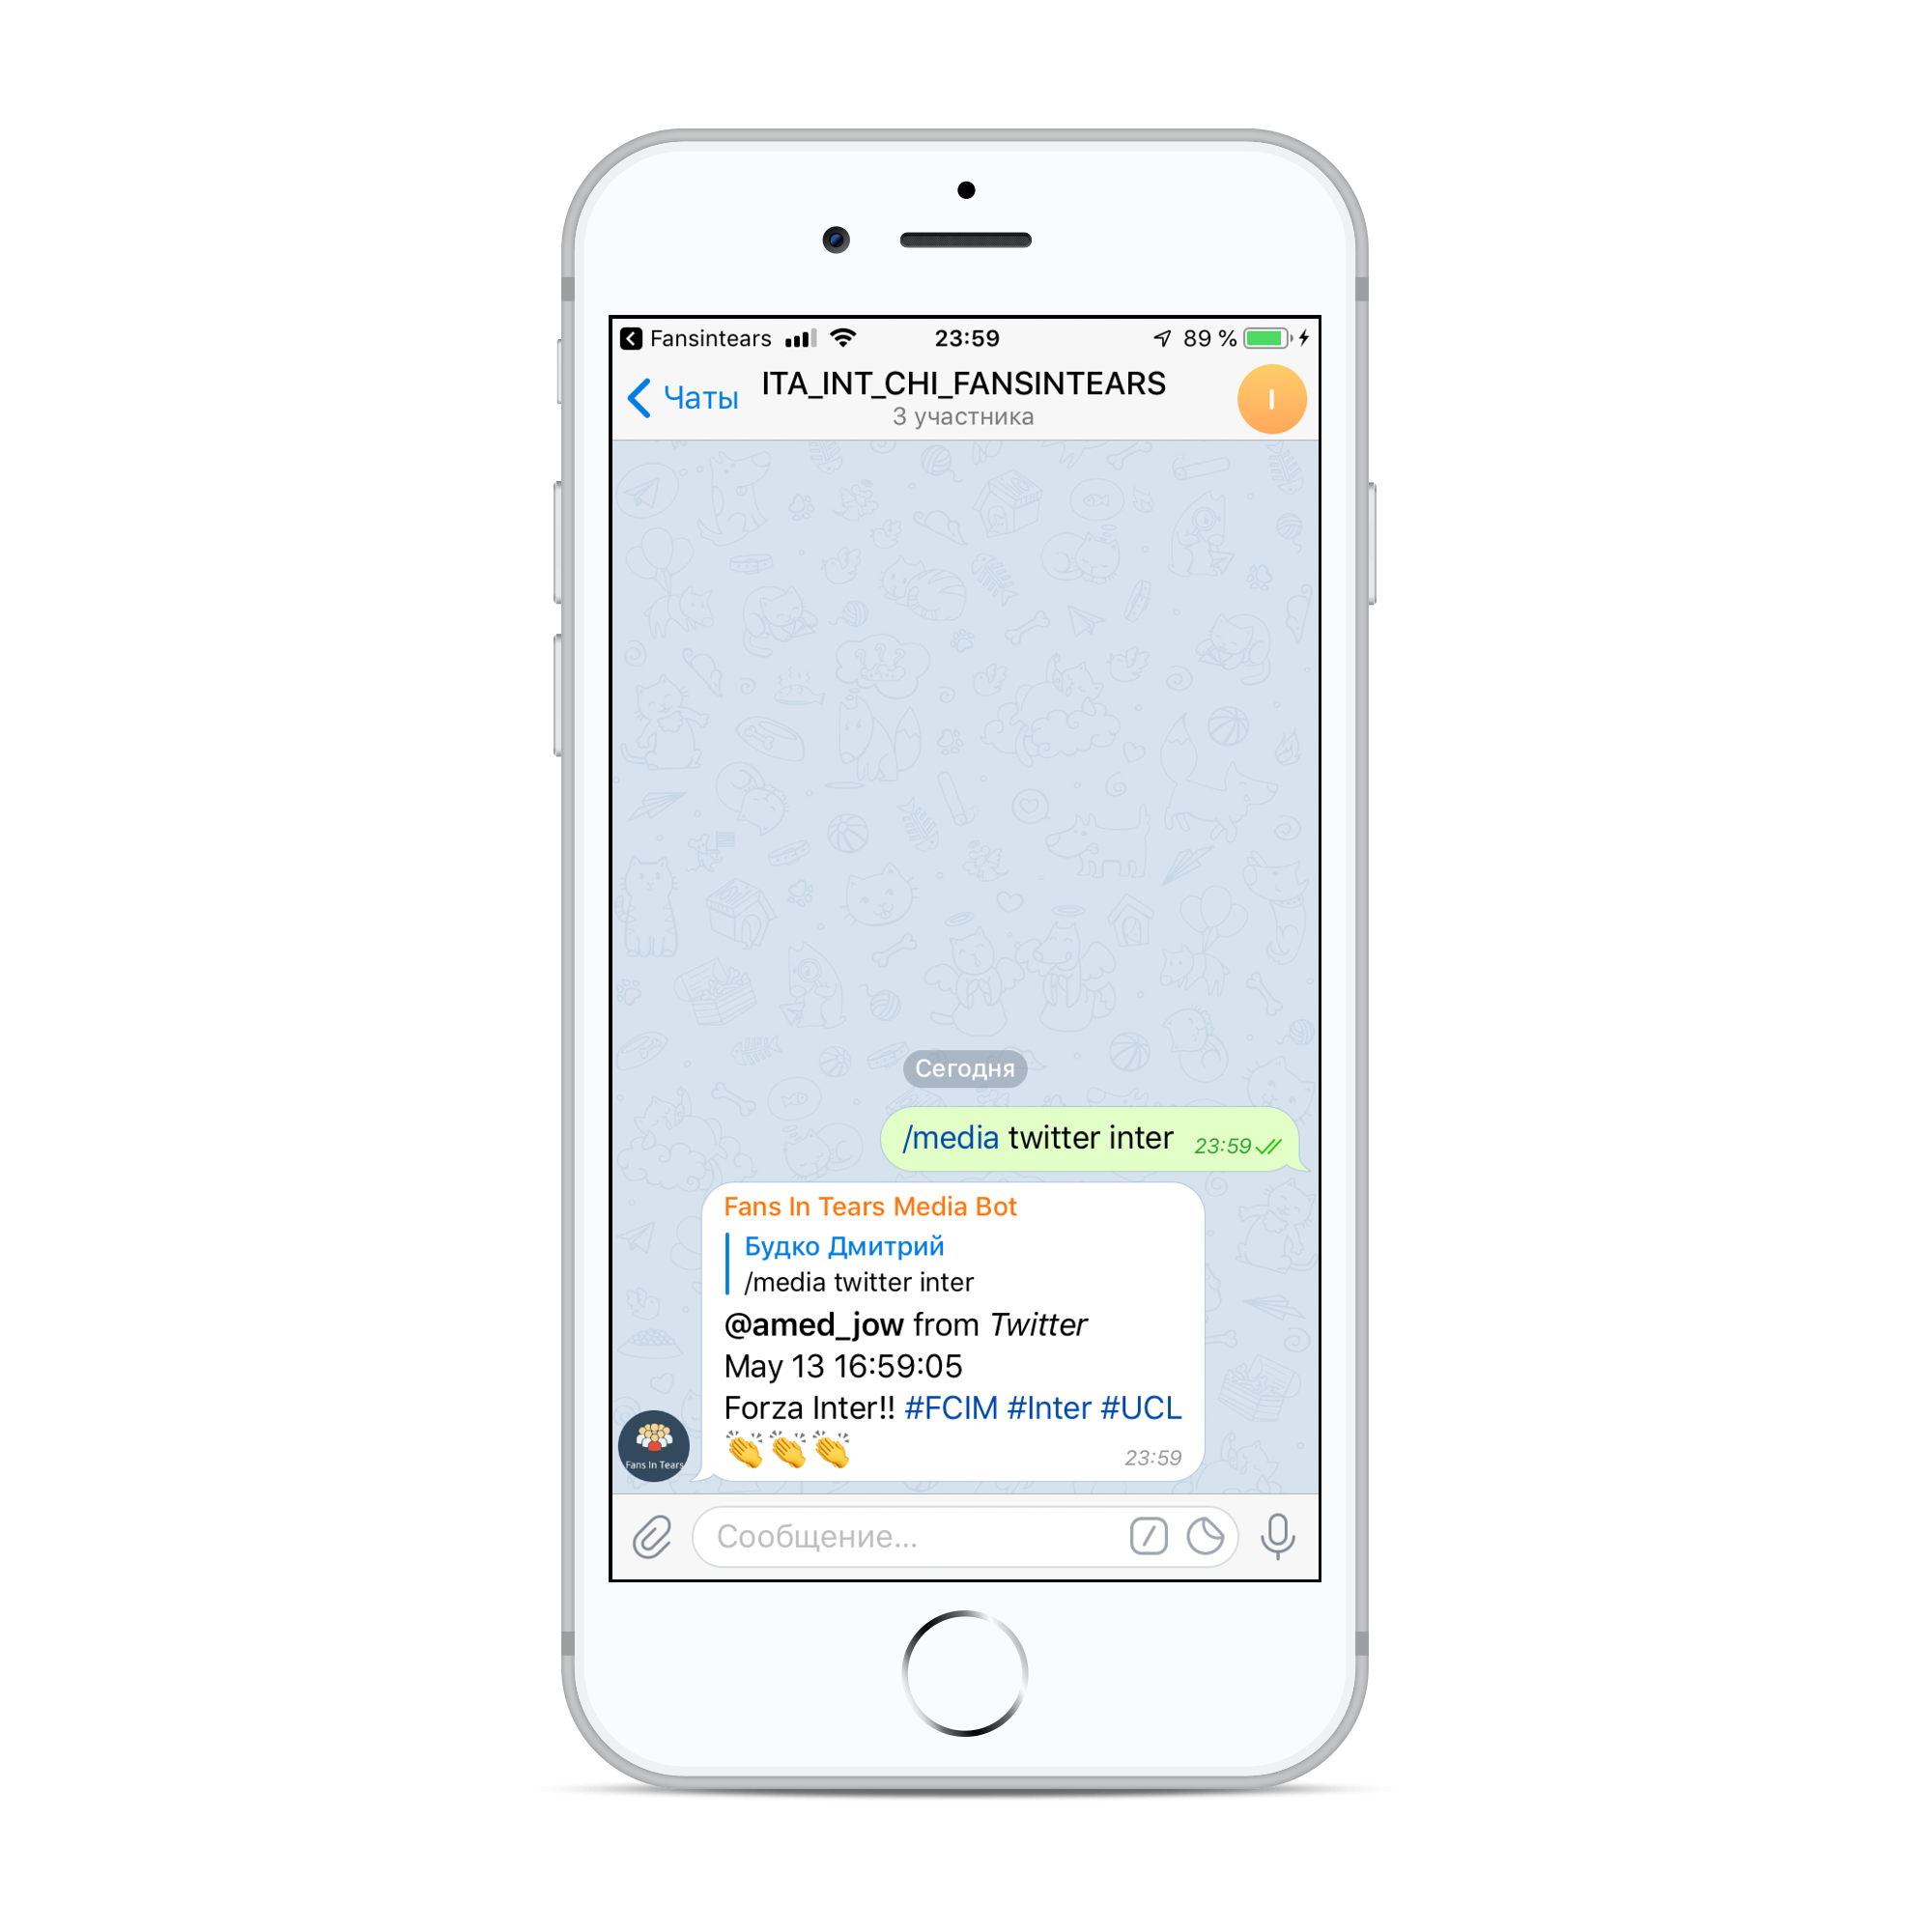 Fansintears 23:59 89 %
Чаты ITA_INT_CHI_FANSINTEARS I
3 участника
Сегодня
/media twitter inter 23:59
Fans In Tears Media Bot
Будко Дмитрий
/media twitter inter
@amed_jow from Twitter
May 13 16:59:05
Forza Inter!! #FCIM #Inter #UCL
👏👏👏 23:59
Fans In Tears
Сообщение...